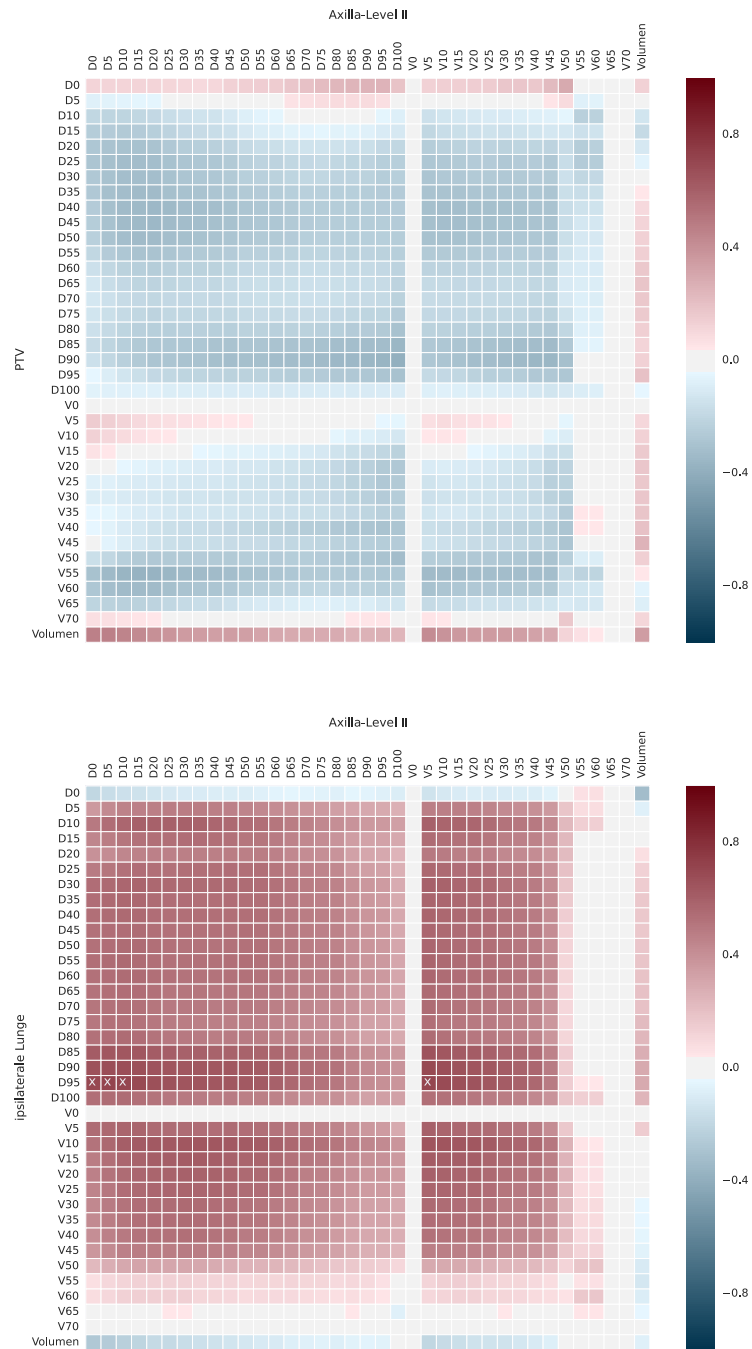 Axilla-Level II
D0 D5 D10 D15 D20 D25 D30 D35 D40 D45 D50 D55 D60 D65 D70 D75 D80 D85 D90 D95 D100 V0 V5 V10 V15 V20 V25 V30 V35 V40 V45 V50 V55 V60 V65 V70 Volumen
PTV
D0
D5
D10
D15
D20
D25
D30
D35
D40
D45
D50
D55
D60
D65
D70
D75
D80
D85
D90
D95
D100
V0
V5
V10
V15
V20
V25
V30
V35
V40
V45
V50
V55
V60
V65
V70
Volumen
0.8
0.4
0.0
−0.4
−0.8
Axilla-Level II
D0 D5 D10 D15 D20 D25 D30 D35 D40 D45 D50 D55 D60 D65 D70 D75 D80 D85 D90 D95 D100 V0 V5 V10 V15 V20 V25 V30 V35 V40 V45 V50 V55 V60 V65 V70 Volumen
ipsilaterale Lunge
D0
D5
D10
D15
D20
D25
D30
D35
D40
D45
D50
D55
D60
D65
D70
D75
D80
D85
D90
D95 X X X X
D100
V0
V5
V10
V15
V20
V25
V30
V35
V40
V45
V50
V55
V60
V65
V70
Volumen
0.8
0.4
0.0
−0.4
−0.8